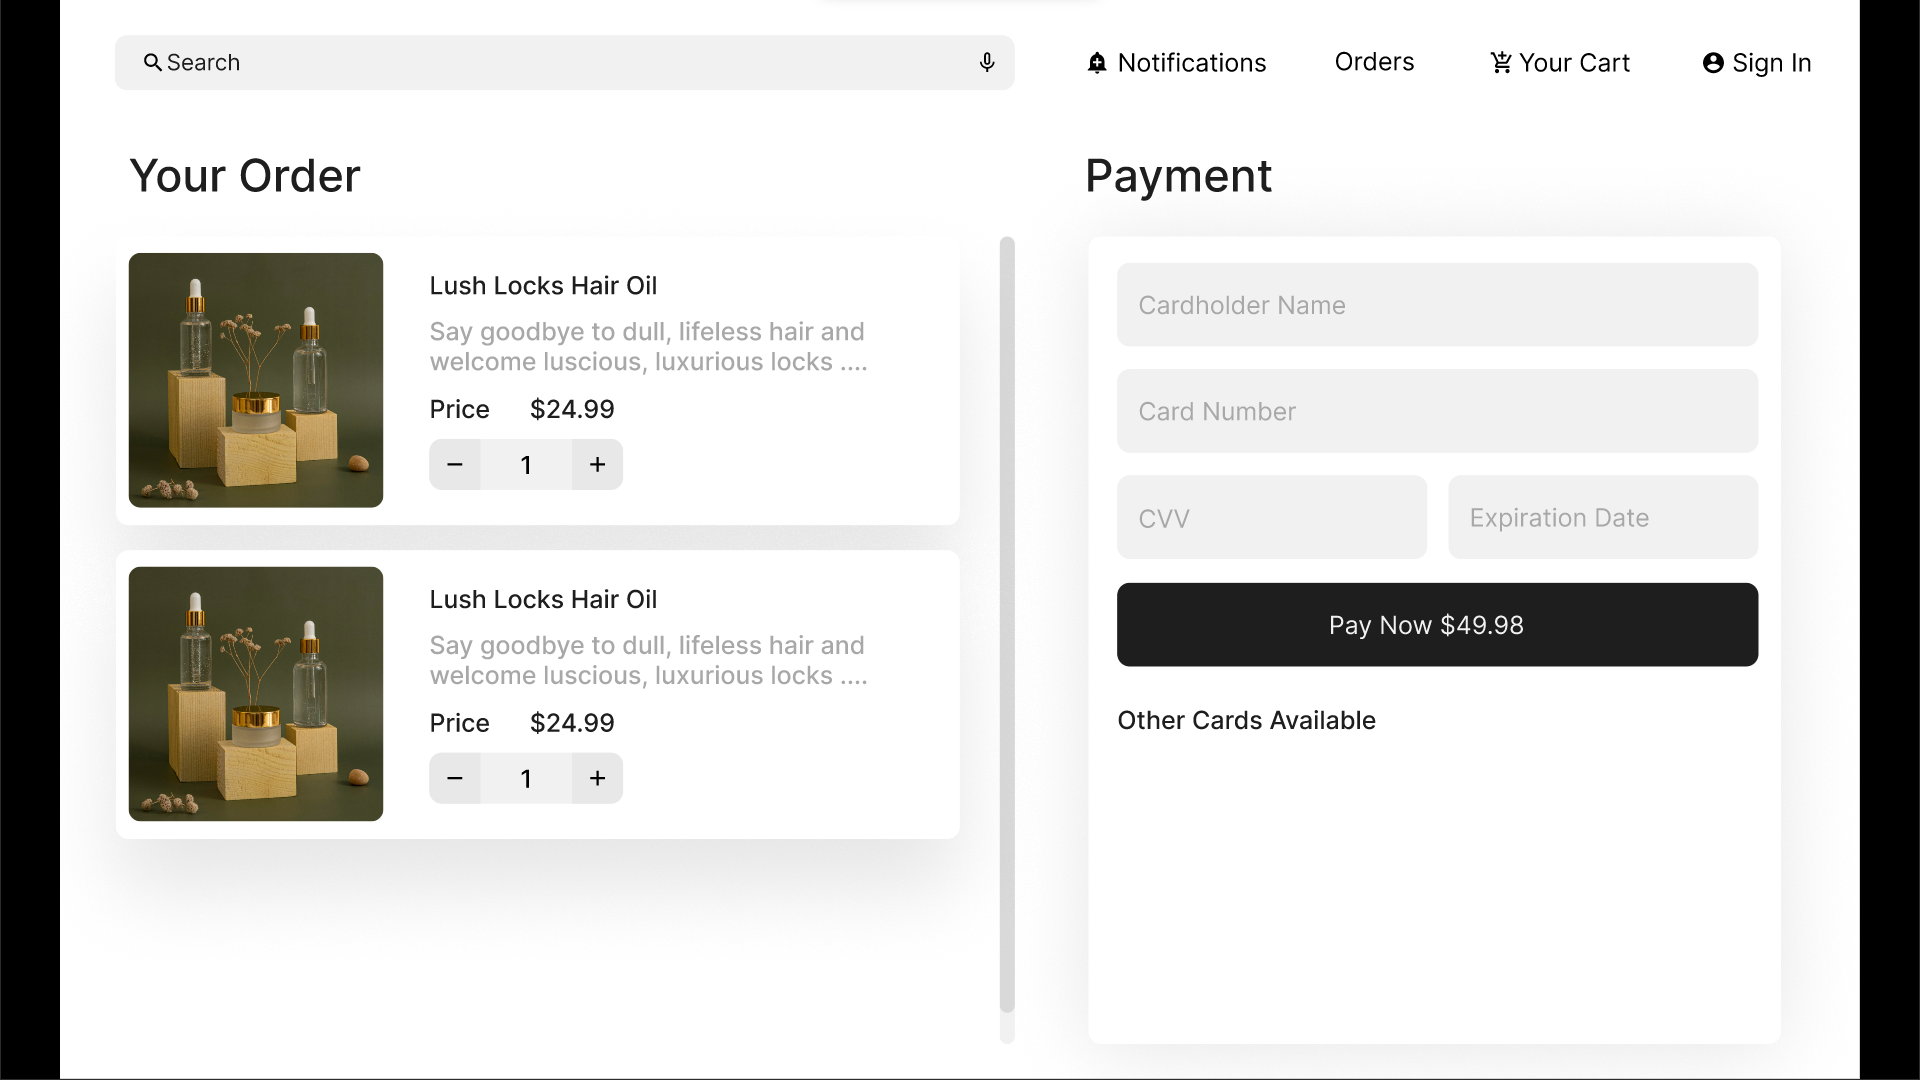 Search
Notifications
Orders
Your Cart
Sign In
Your Order
Lush Locks Hair Oil
Say goodbye to dull, lifeless hair and
welcome luscious, luxurious locks ....
Price $24.99
− 1 +
Lush Locks Hair Oil
Say goodbye to dull, lifeless hair and
welcome luscious, luxurious locks ....
Price $24.99
− 1 +
Payment
Cardholder Name
Card Number
CVV
Expiration Date
Pay Now $49.98
Other Cards Available